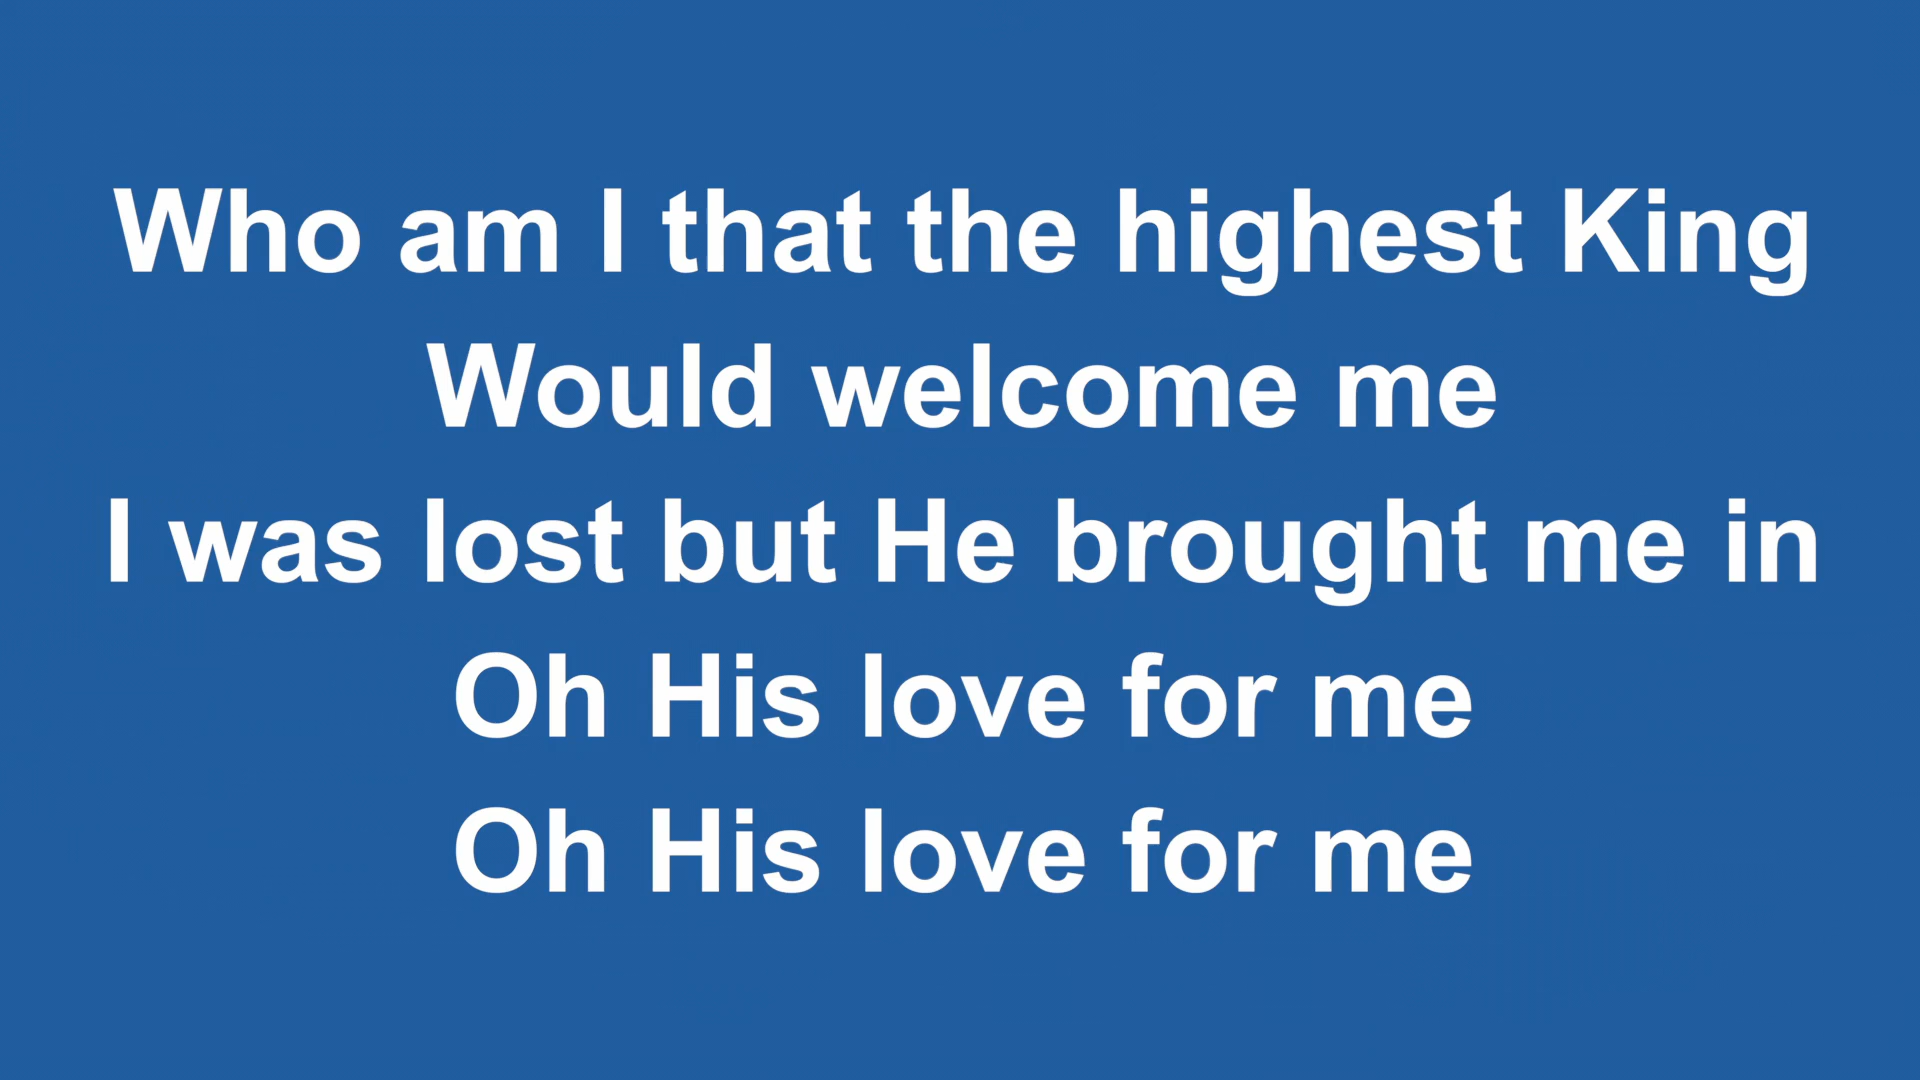 Who am I that the highest King
Would welcome me
I was lost but He brought me in
Oh His love for me
Oh His love for me